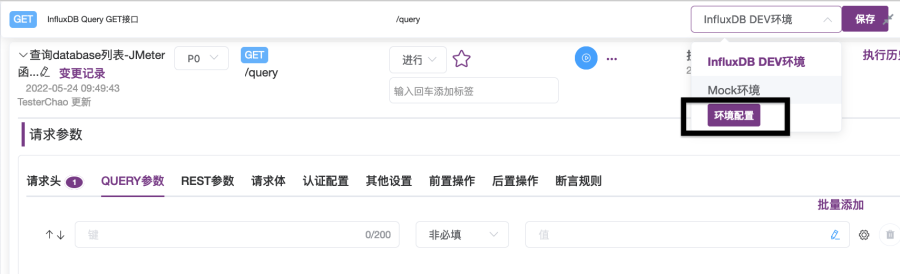 GET InfluxDB Query GET接口 /query InfluxDB DEV环境 保存
查询database列表-JMeter
函... 变更记录
2022-05-24 09:49:43
TesterChao 更新
P0
GET
/query
进行
输入回车添加标签
InfluxDB DEV环境
Mock环境
环境配置
执行历史
请求参数
请求头 1 QUERY参数 REST参数 请求体 认证配置 其他设置 前置操作 后置操作 断言规则
批量添加
键 0/200 非必填 值